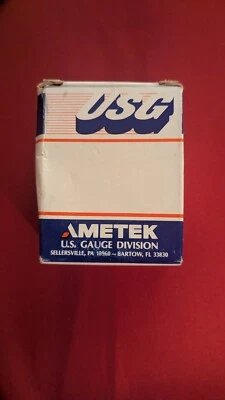 USG
AMETEK
U.S. GAUGE DIVISION
SELLERSVILLE, PA 18960 — BARTOW, FL 33830